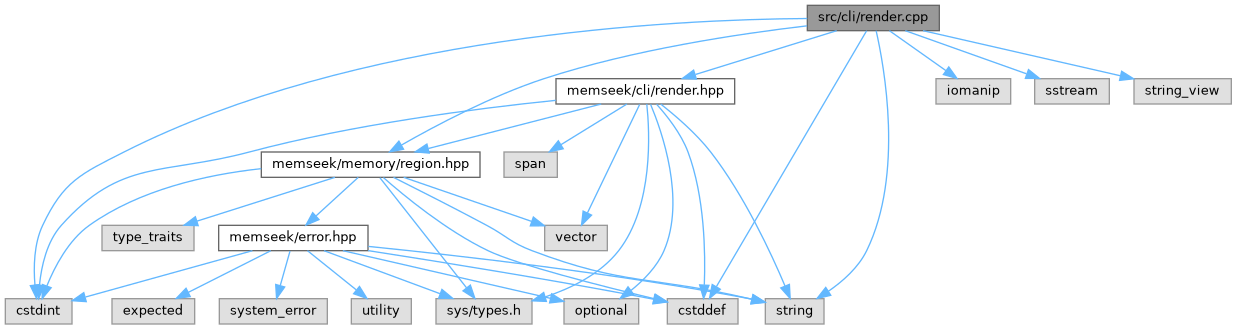 src/cli/render.cpp
memseek/cli/render.hpp
iomanip
sstream
string_view
memseek/memory/region.hpp
span
type_traits
memseek/error.hpp
vector
cstdint
expected
system_error
utility
sys/types.h
optional
cstddef
string